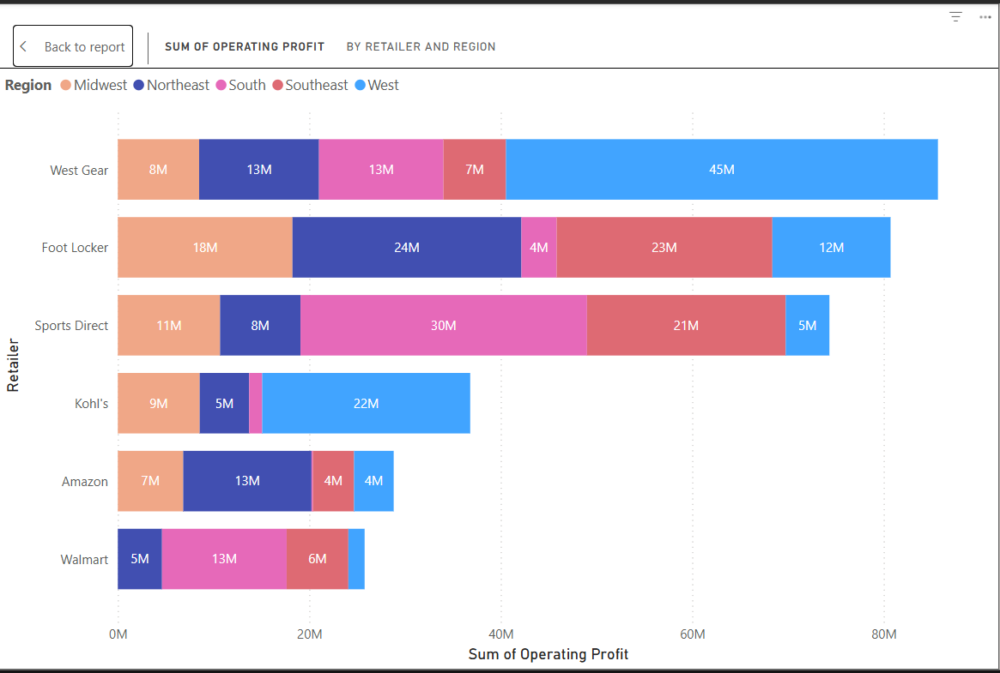 Back to report
SUM OF OPERATING PROFIT BY RETAILER AND REGION
Region Midwest Northeast South Southeast West
Retailer
West Gear 8M 13M 13M 7M 45M
Foot Locker 18M 24M 4M 23M 12M
Sports Direct 11M 8M 30M 21M 5M
Kohl's 9M 5M 22M
Amazon 7M 13M 4M 4M
Walmart 5M 13M 6M
0M 20M 40M 60M 80M
Sum of Operating Profit